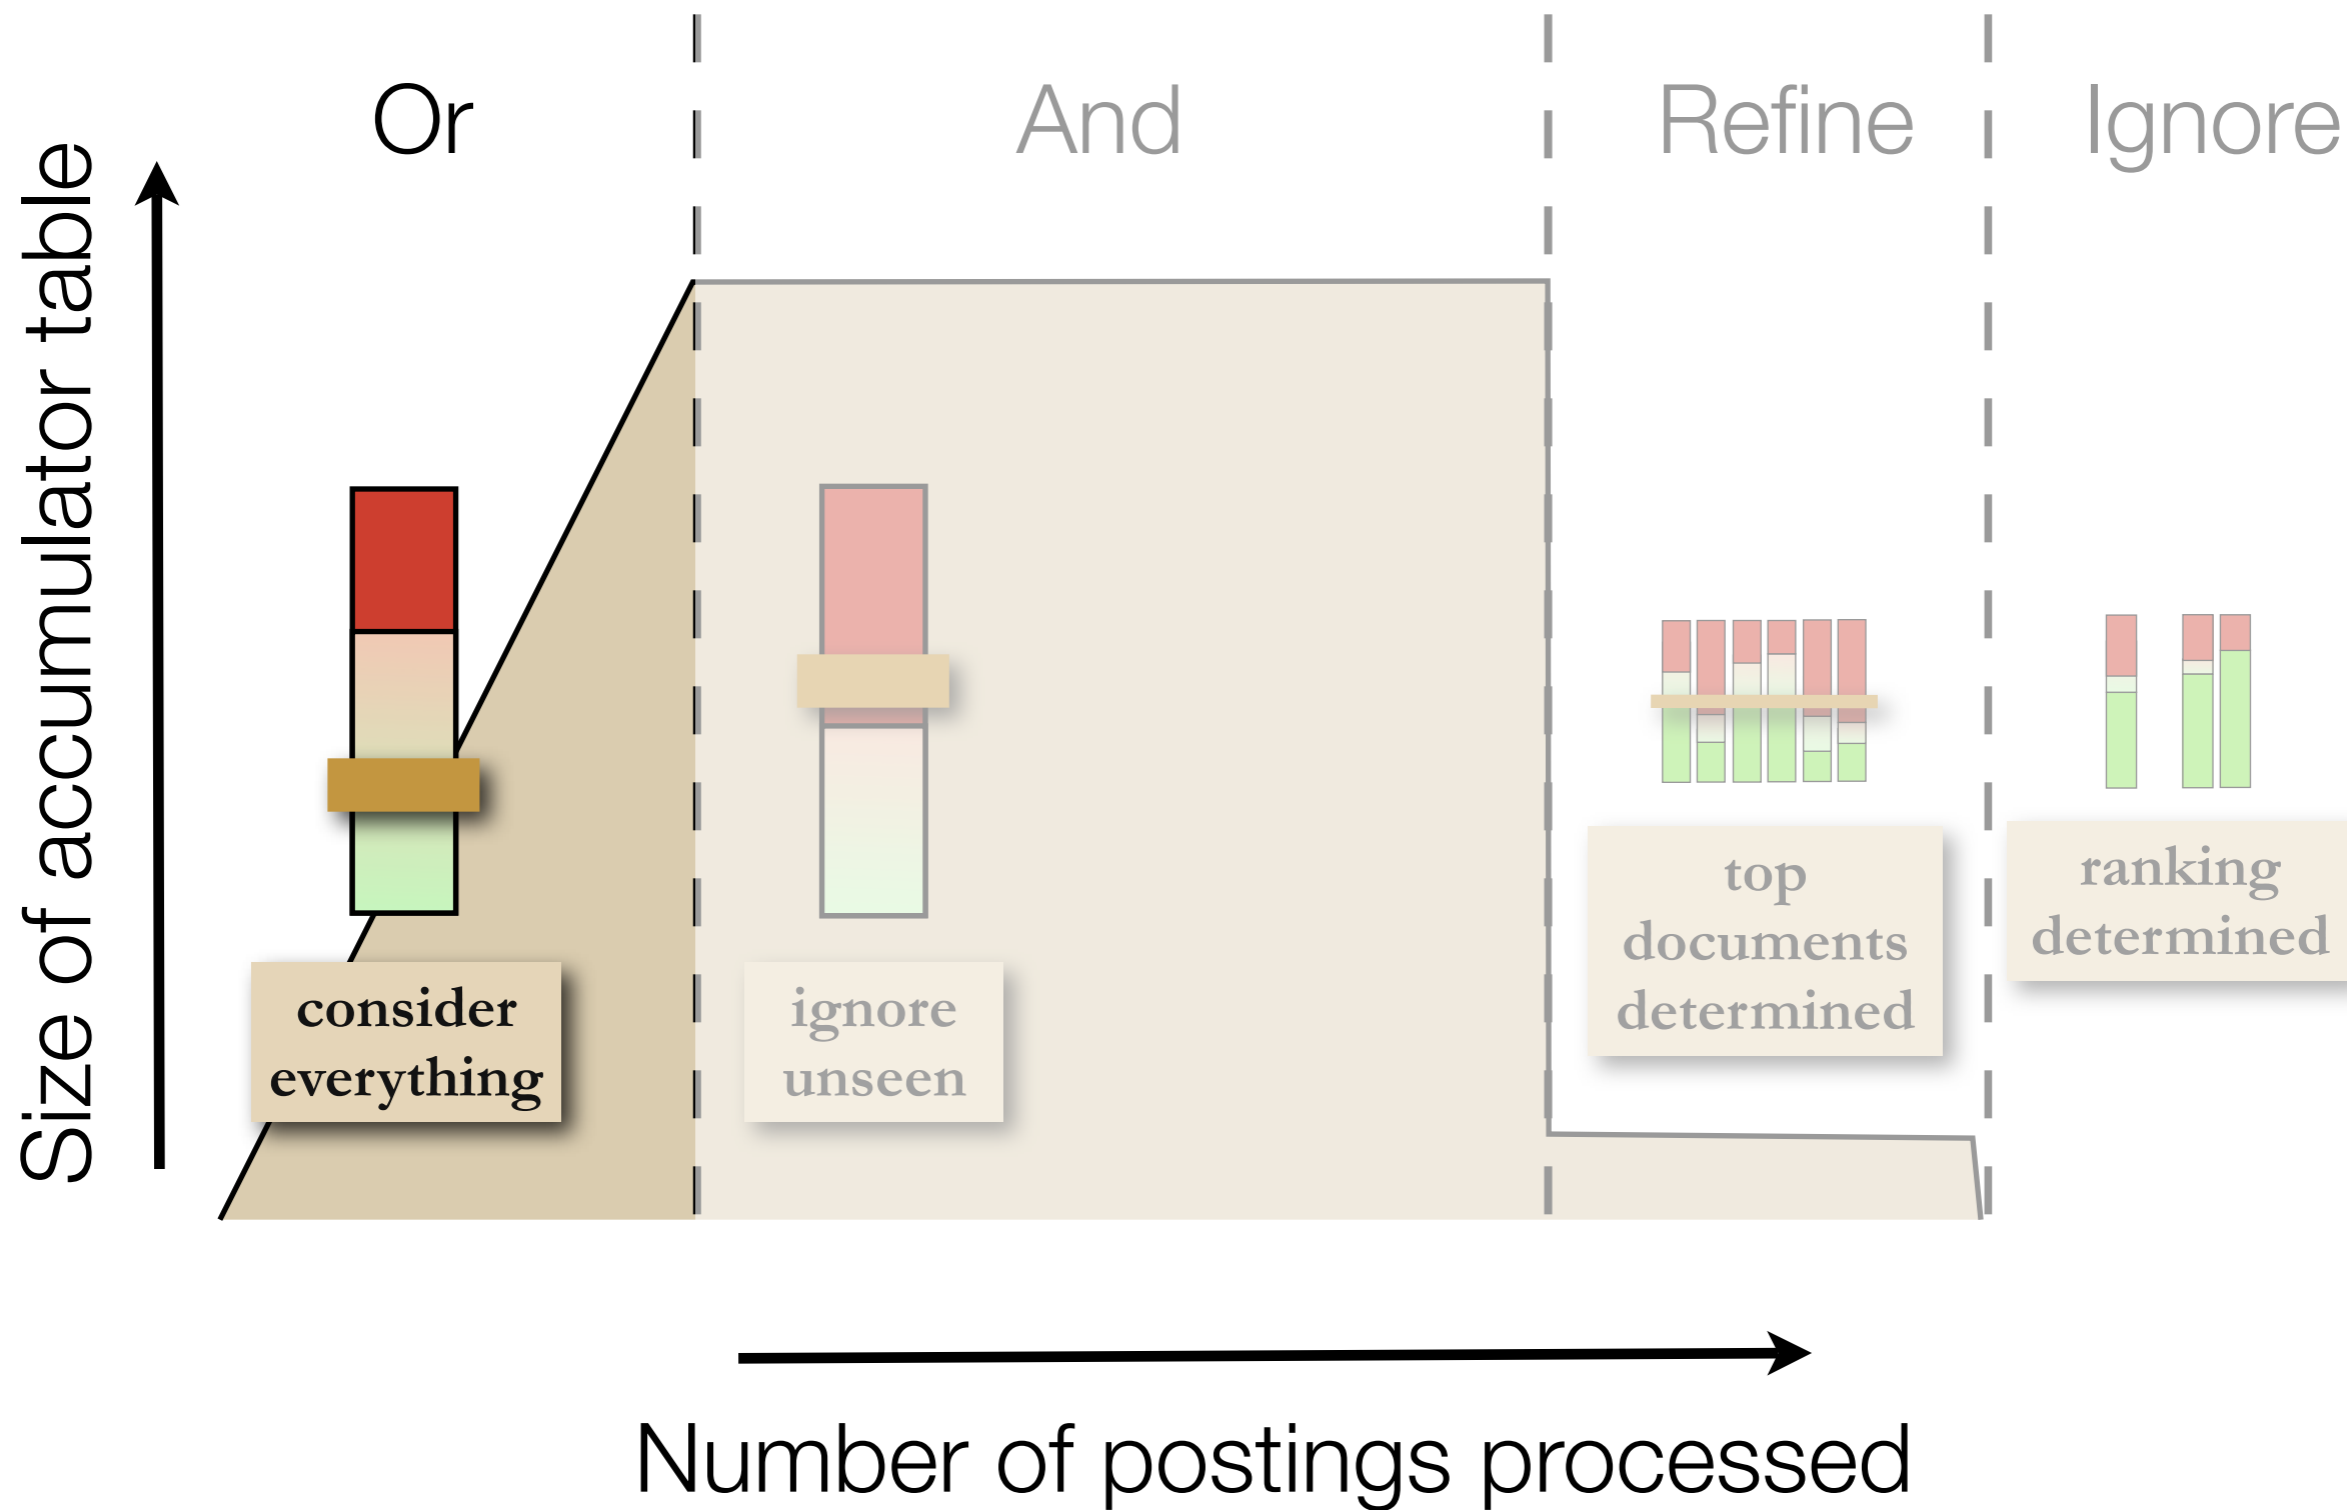 Or
And
Refine
Ignore
Size of accumulator table
consider
everything
ignore
unseen
top
documents
determined
ranking
determined
Number of postings processed